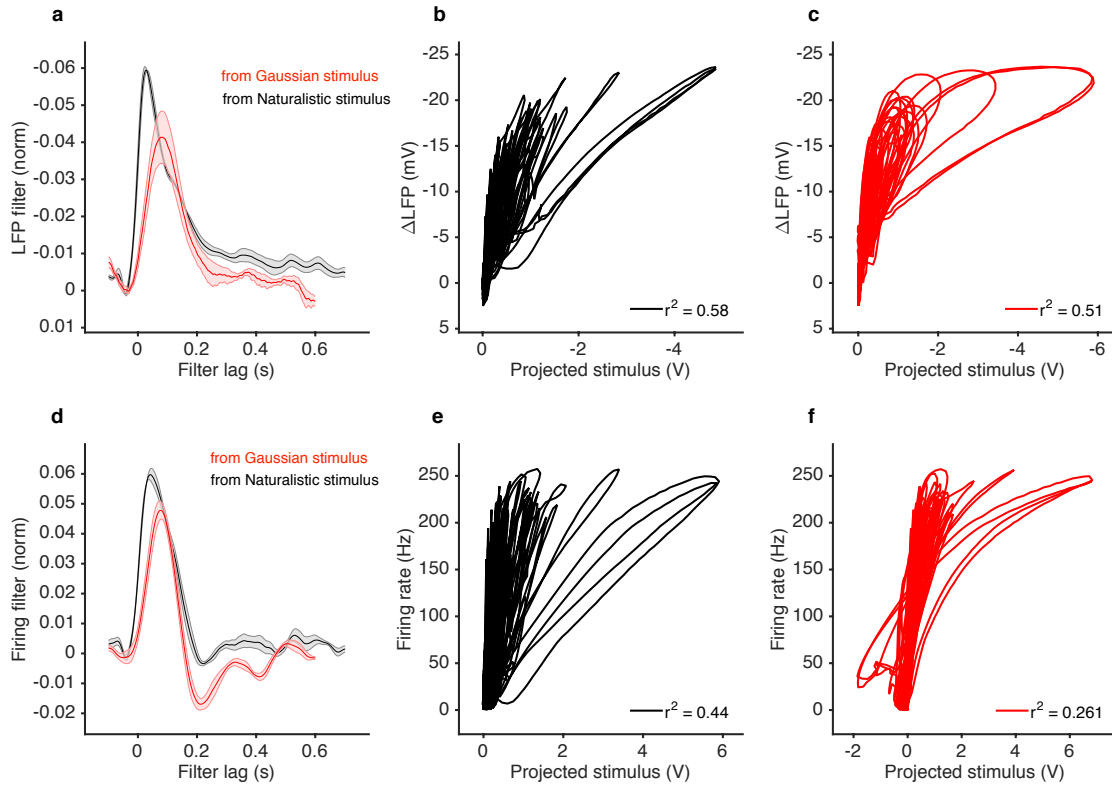 a
-0.06
-0.05
-0.04
-0.03
-0.02
-0.01
0
0.01
LFP filter (norm)
from Gaussian stimulus
from Naturalistic stimulus
0 0.2 0.4 0.6
Filter lag (s)
b
-25
-20
-15
-10
-5
0
5
ΔLFP (mV)
r² = 0.58
0 -2 -4
Projected stimulus (V)
c
-25
-20
-15
-10
-5
0
5
ΔLFP (mV)
r² = 0.51
0 -2 -4 -6
Projected stimulus (V)
d
0.06
0.05
0.04
0.03
0.02
0.01
0
-0.01
-0.02
Firing filter (norm)
from Gaussian stimulus
from Naturalistic stimulus
0 0.2 0.4 0.6
Filter lag (s)
e
250
200
150
100
50
0
Firing rate (Hz)
r² = 0.44
0 2 4 6
Projected stimulus (V)
f
250
200
150
100
50
0
Firing rate (Hz)
r² = 0.261
-2 0 2 4 6
Projected stimulus (V)